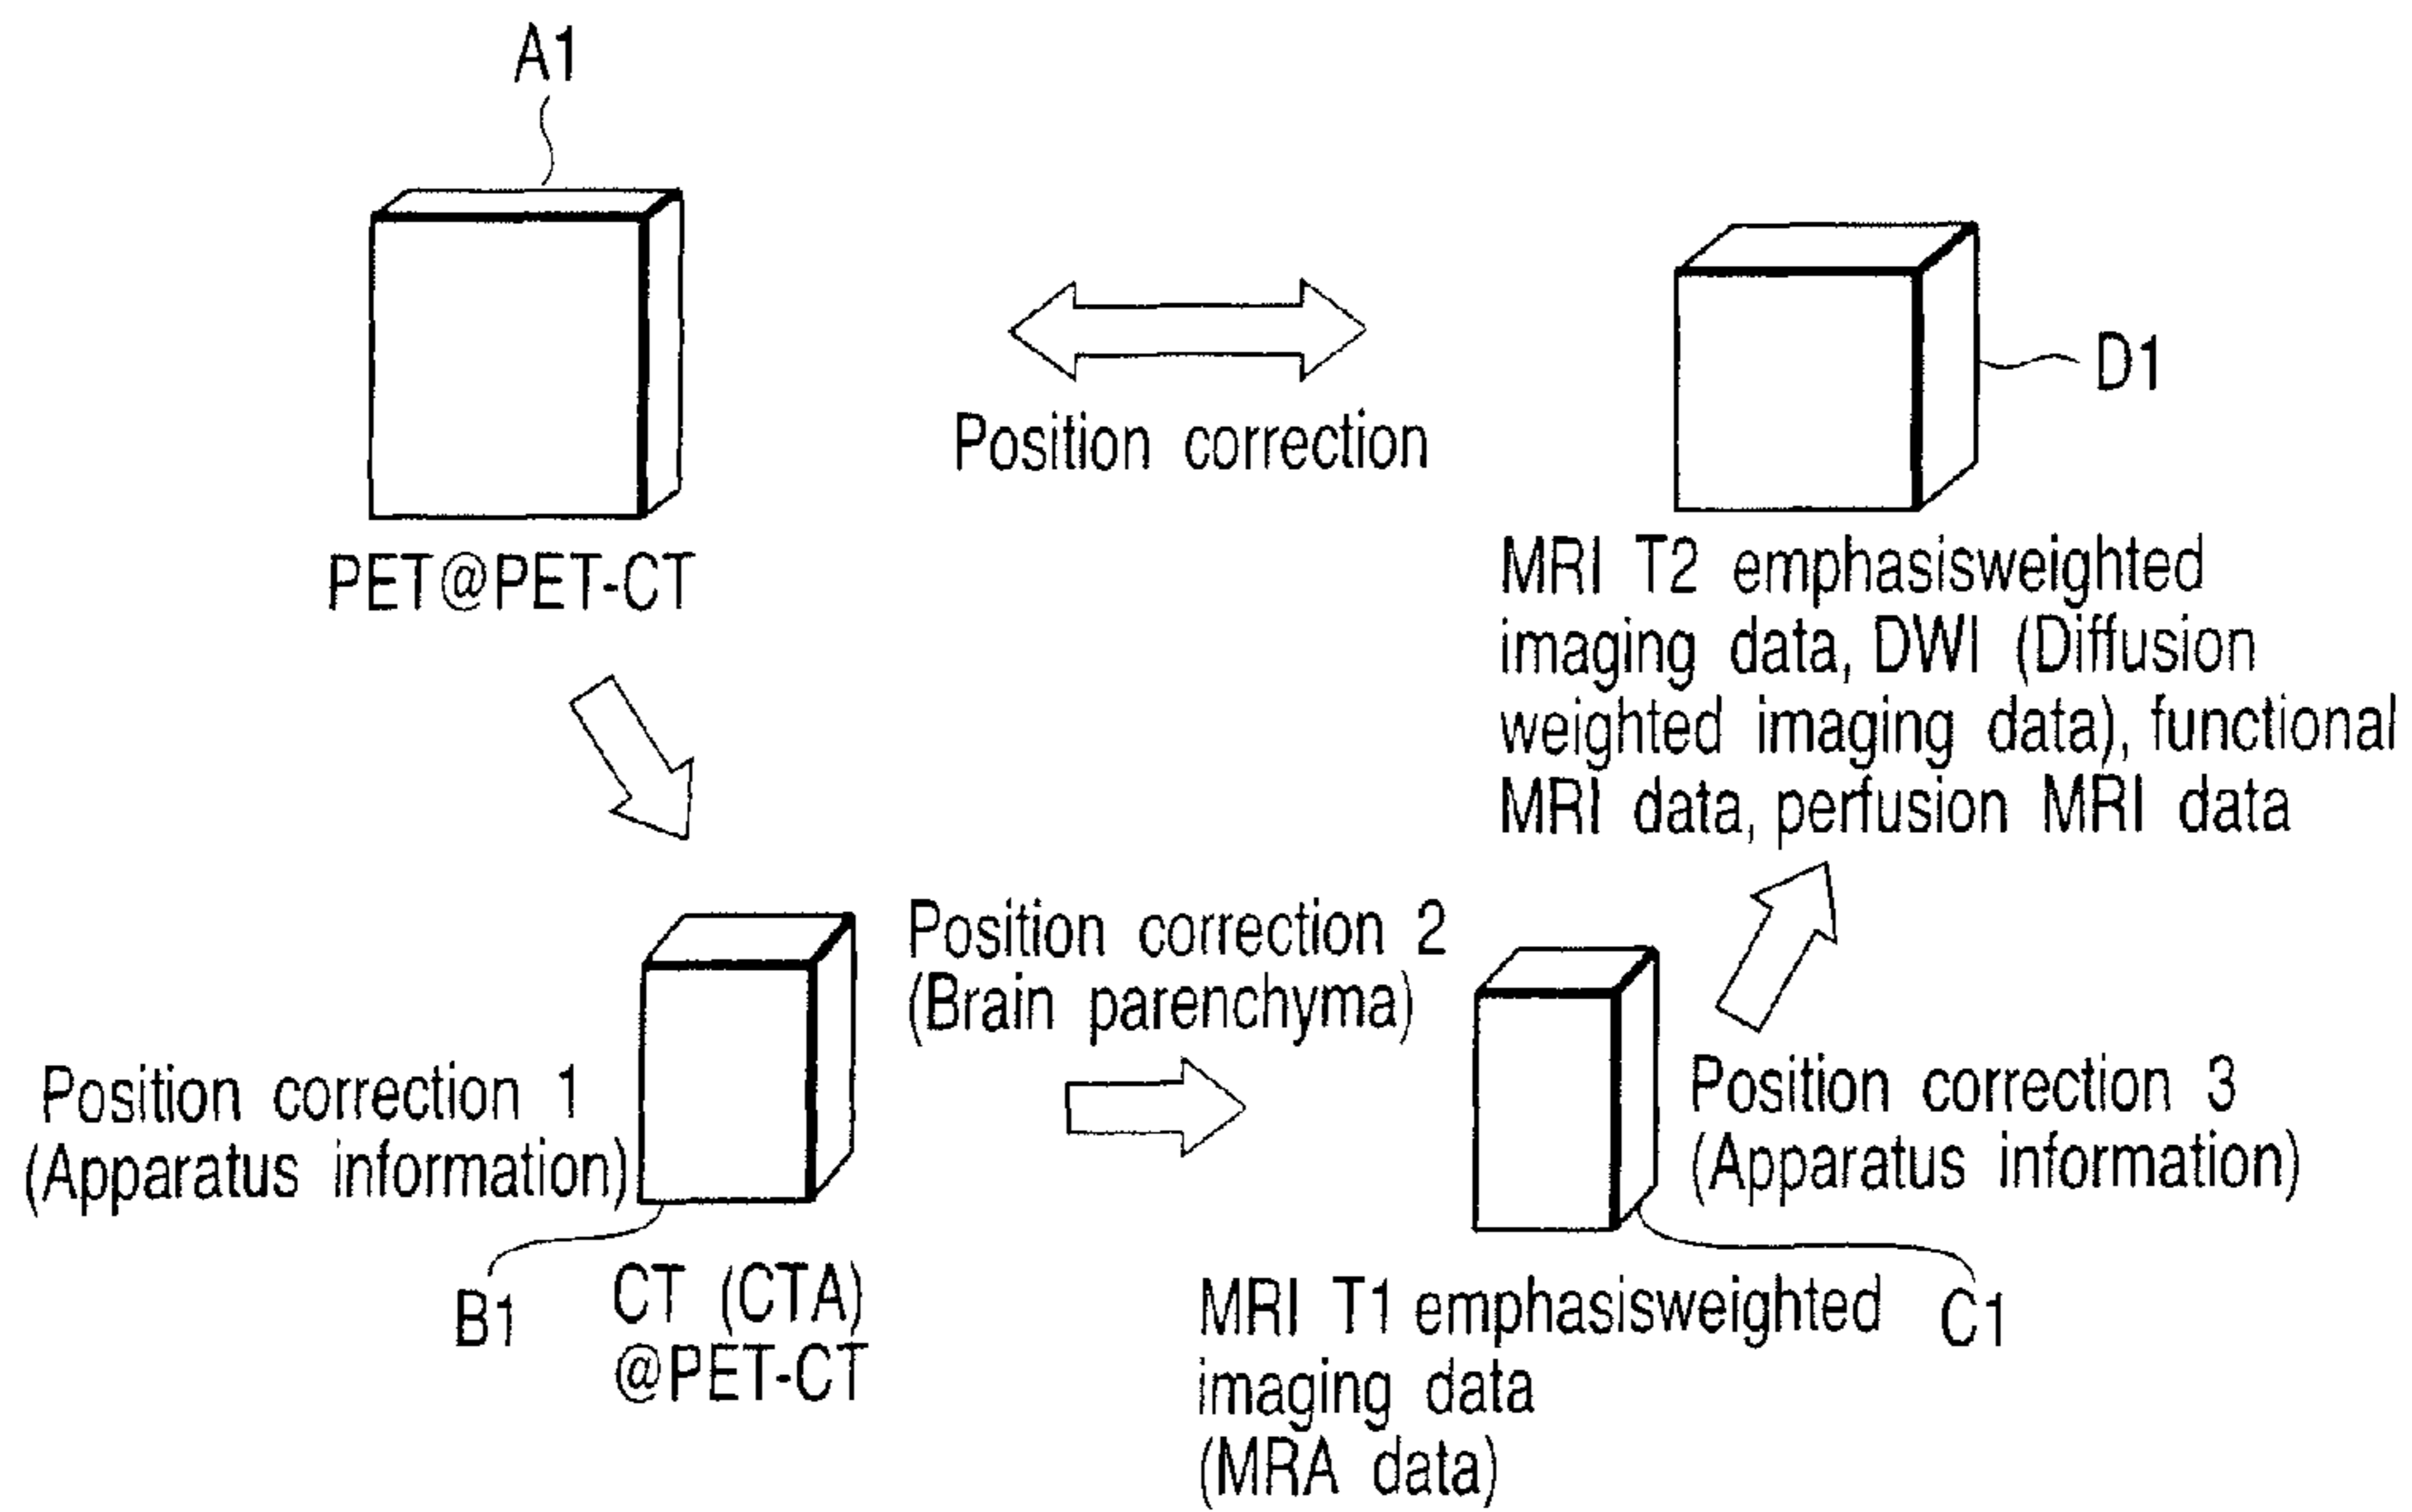 A1
D1
Position correction
PET@PET-CT
MRI T2 emphasisweighted
imaging data, DWI (Diffusion
weighted imaging data), functional
MRI data, perfusion MRI data
Position correction 2
(Brain parenchyma)
Position correction 1
(Apparatus information)
Position correction 3
(Apparatus information)
B1
CT (CTA)
@PET-CT
MRI T1 emphasisweighted
imaging data
(MRA data)
C1